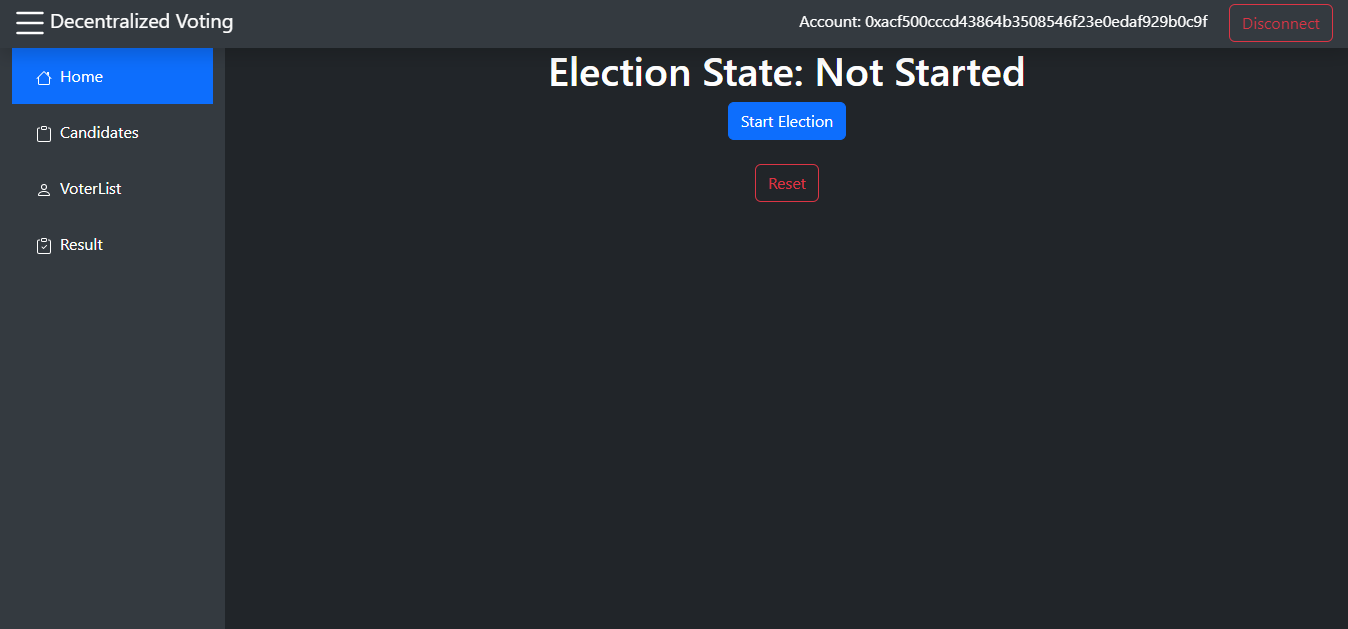 Decentralized Voting
Account: 0xacf500cccd43864b3508546f23e0edaf929b0c9f
Disconnect
Home
Candidates
VoterList
Result
Election State: Not Started
Start Election
Reset